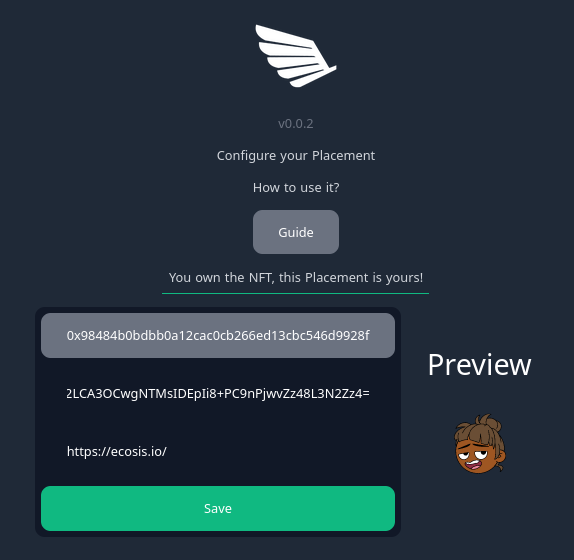 v0.0.2
Configure your Placement
How to use it?
Guide
You own the NFT, this Placement is yours!
0x98484b0bdbb0a12cac0cb266ed13cbc546d9928f
2LCA3OCwgNTMsIDEpIi8+PC9nPjwvZz48L3N2Zz4=
https://ecosis.io/
Save
Preview